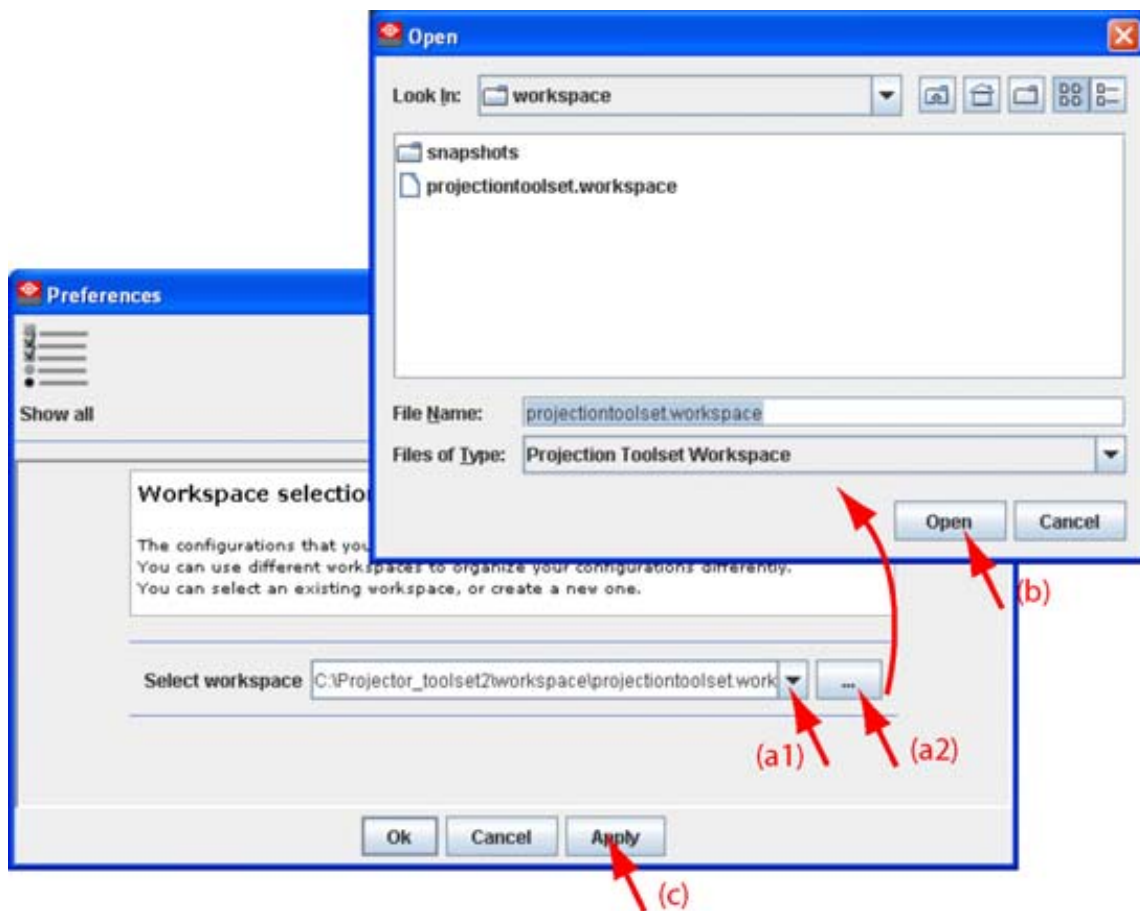 Open
Look In: workspace
snapshots
projectiontoolset.workspace
File Name: projectiontoolset.workspace
Files of Type: Projection Toolset Workspace
Open Cancel
(b)
Preferences
Show all
Workspace selectio
The configurations that you
You can use different workspaces to organize your configurations differently.
You can select an existing workspace, or create a new one.
Select workspace C:\Projector_toolset2\workspace\projectiontoolset.work ...
(a1) (a2)
Ok Cancel Apply
(c)